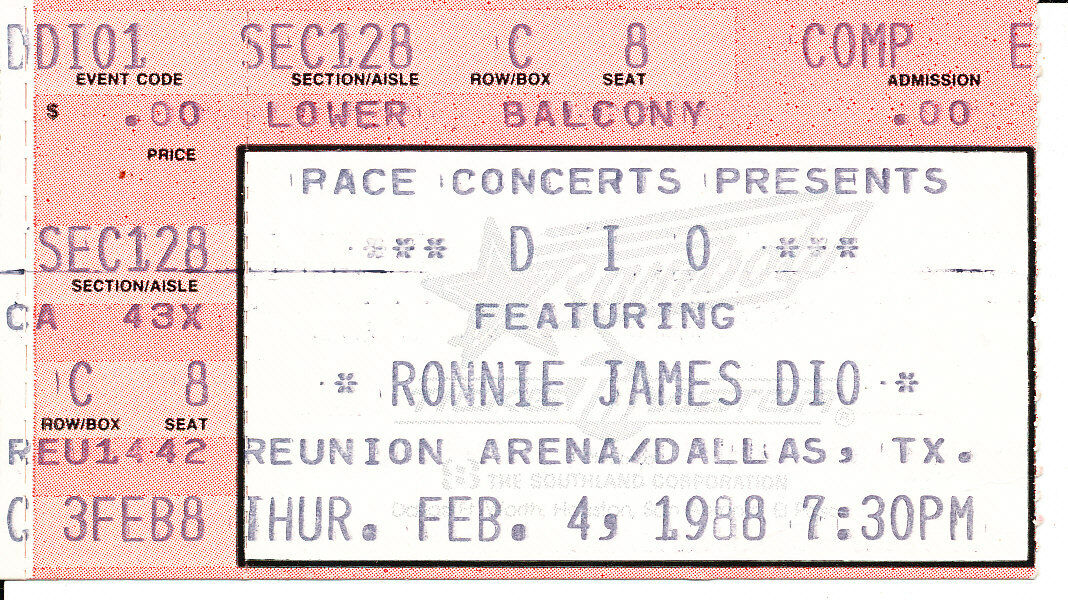 DDIO1 SEC128 C 8 COMP E
EVENT CODE SECTION/AISLE ROW/BOX SEAT ADMISSION
$ .00 LOWER BALCONY .00
PRICE
PACE CONCERTS PRESENTS
*** D I O ***
FEATURING
* RONNIE JAMES DIO *
REUNION ARENA/DALLAS, TX.
THE SOUTHLAND CORPORATION
THUR. FEB. 4, 1988 7:30PM
SEC128
SECTION/AISLE
CA 43X
C 8
ROW/BOX SEAT
REU1442
C 3FEB8